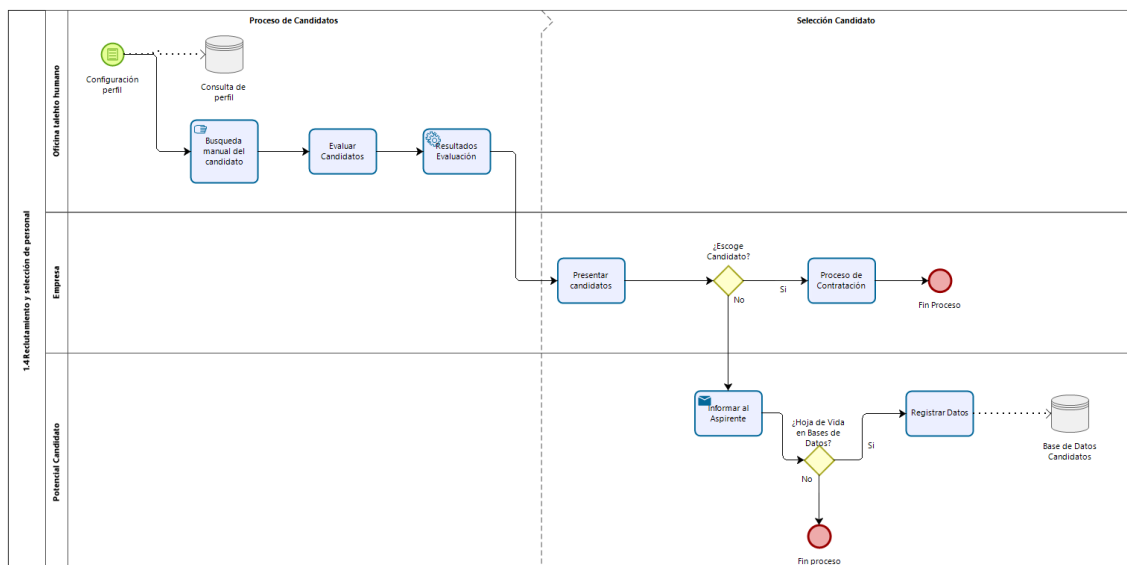 Proceso de Candidatos
Selección Candidato
1.4 Reclutamiento y selección de personal
Oficina talehto humano
Configuración
perfil
Consulta de
perfil
Busqueda
manual del
candidato
Evaluar
Candidatos
Resultados
Evaluación
Empresa
Presentar
candidatos
¿Escoge
Candidato?
Si
No
Proceso de
Contratación
Fin Proceso
Potencial Candidato
Informar al
Aspirente
¿Hoja de Vida
en Bases de
Datos?
Si
No
Registrar Datos
Base de Datos
Candidatos
Fin proceso